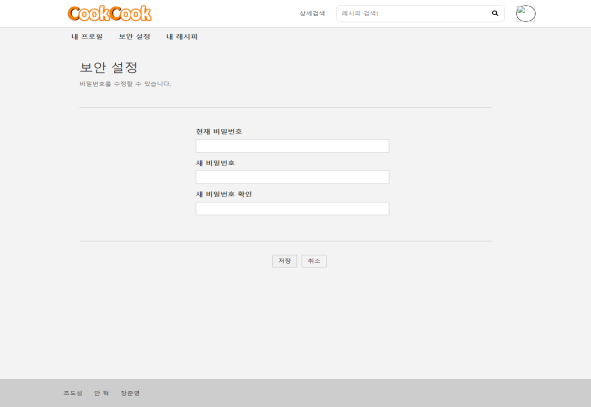 CookCook
상세검색
레시피 검색!
내 프로필 보안 설정 내 레시피
보안 설정
비밀번호를 수정할 수 있습니다.
현재 비밀번호
새 비밀번호
새 비밀번호 확인
저장 취소